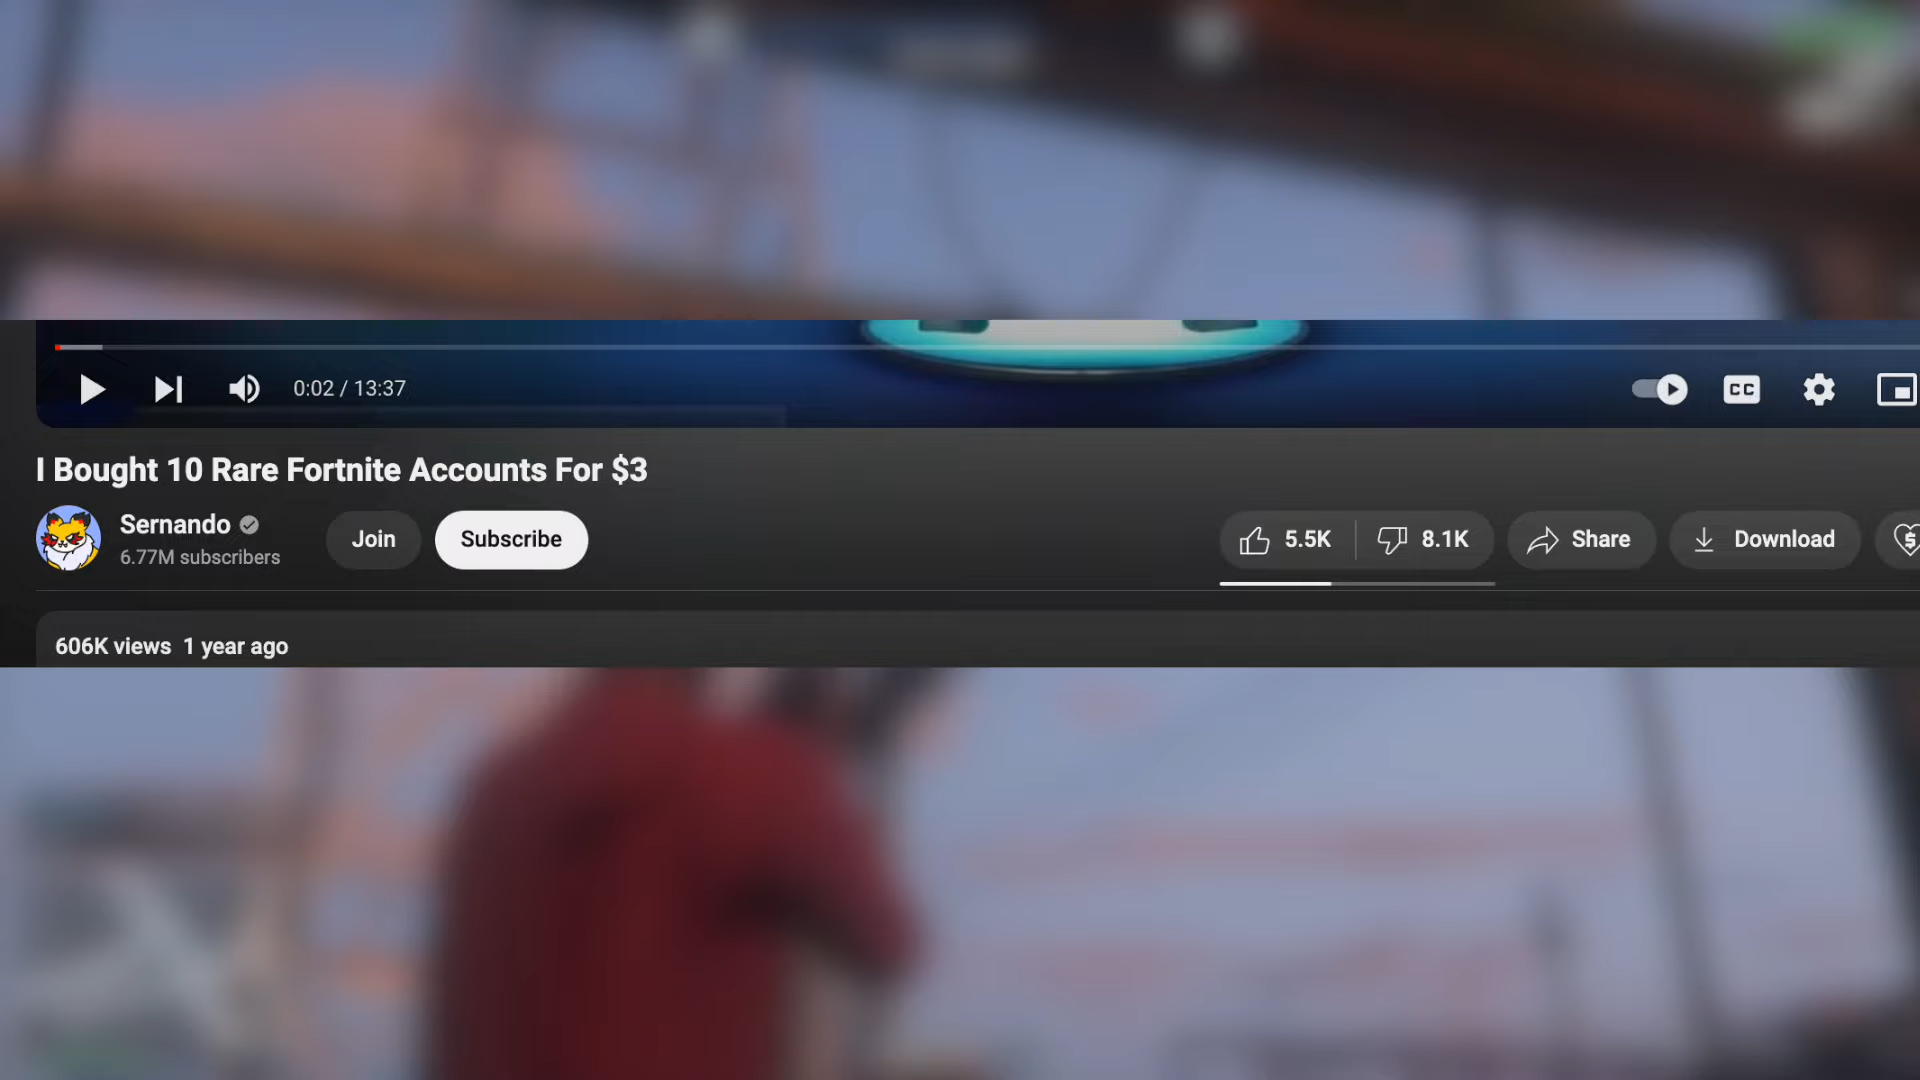 0:02 / 13:37
CC
I Bought 10 Rare Fortnite Accounts For $3
Sernando
6.77M subscribers
Join
Subscribe
5.5K
8.1K
Share
Download
$
606K views 1 year ago